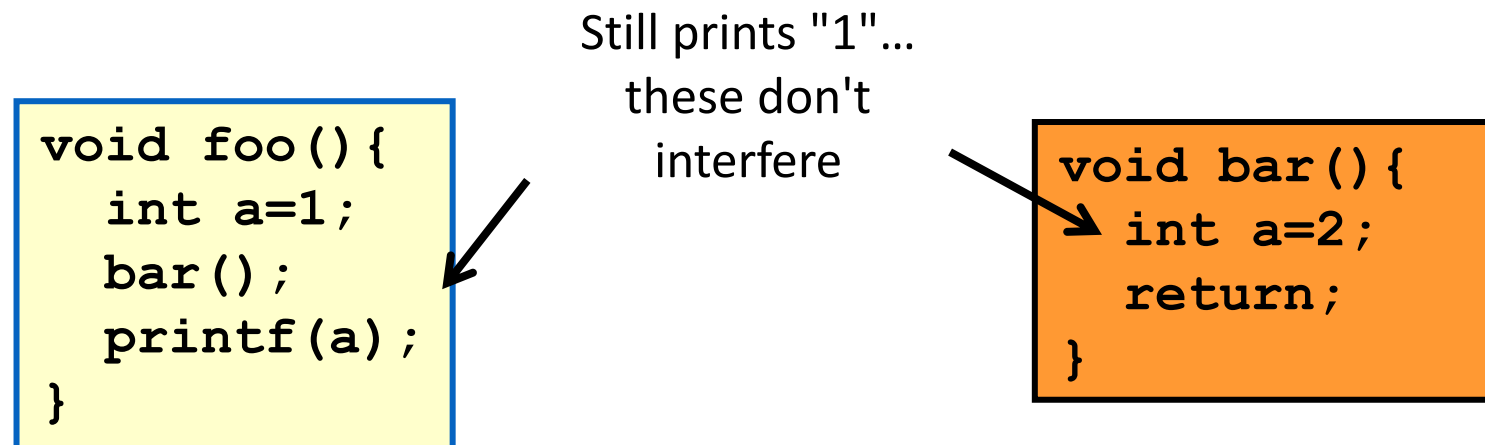 Still prints "1"...
these don't
interfere
void foo(){
int a=1;
bar();
printf(a);
}
void bar(){
int a=2;
return;
}